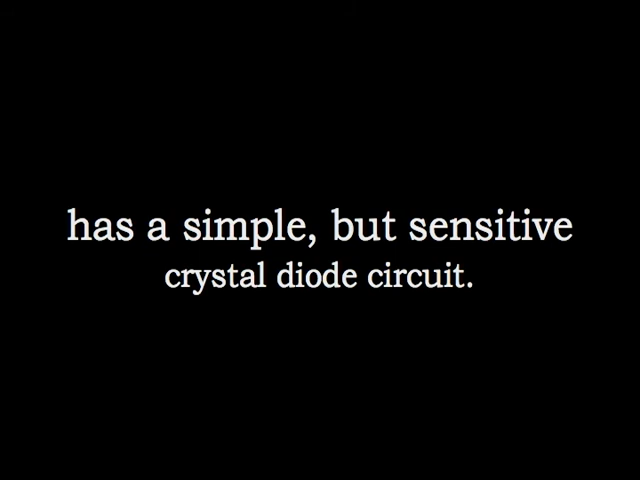 has a simple, but sensitive
crystal diode circuit.